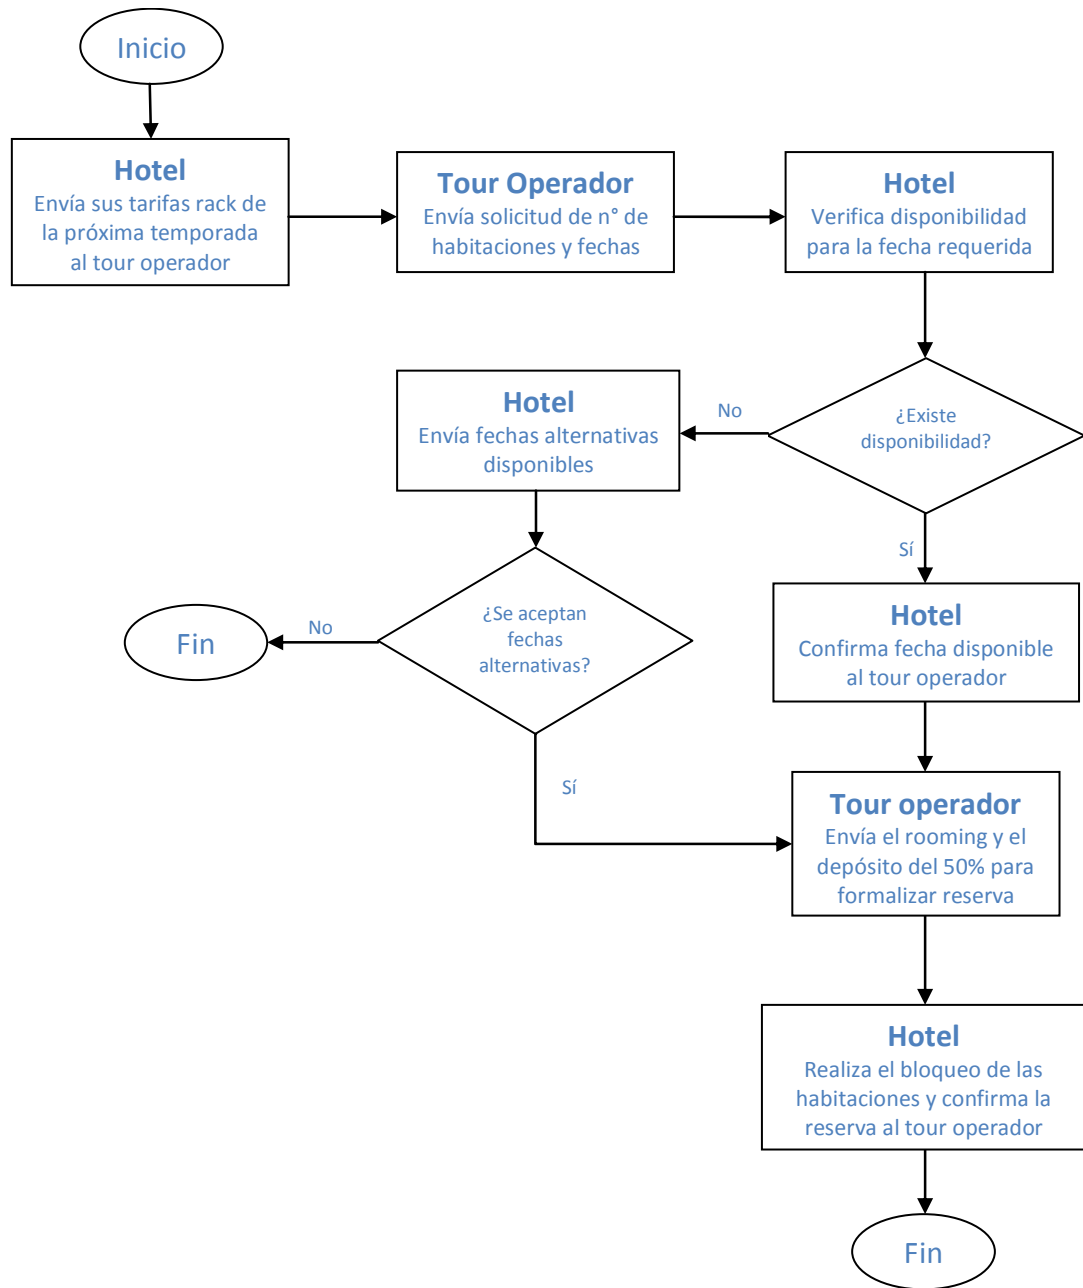 Inicio
Hotel
Envía sus tarifas rack de
la próxima temporada
al tour operador
Tour Operador
Envía solicitud de n° de
habitaciones y fechas
Hotel
Verifica disponibilidad
para la fecha requerida
¿Existe
disponibilidad?
No
Hotel
Envía fechas alternativas
disponibles
Sí
¿Se aceptan
fechas
alternativas?
No
Fin
Hotel
Confirma fecha disponible
al tour operador
Sí
Tour operador
Envía el rooming y el
depósito del 50% para
formalizar reserva
Hotel
Realiza el bloqueo de las
habitaciones y confirma la
reserva al tour operador
Fin